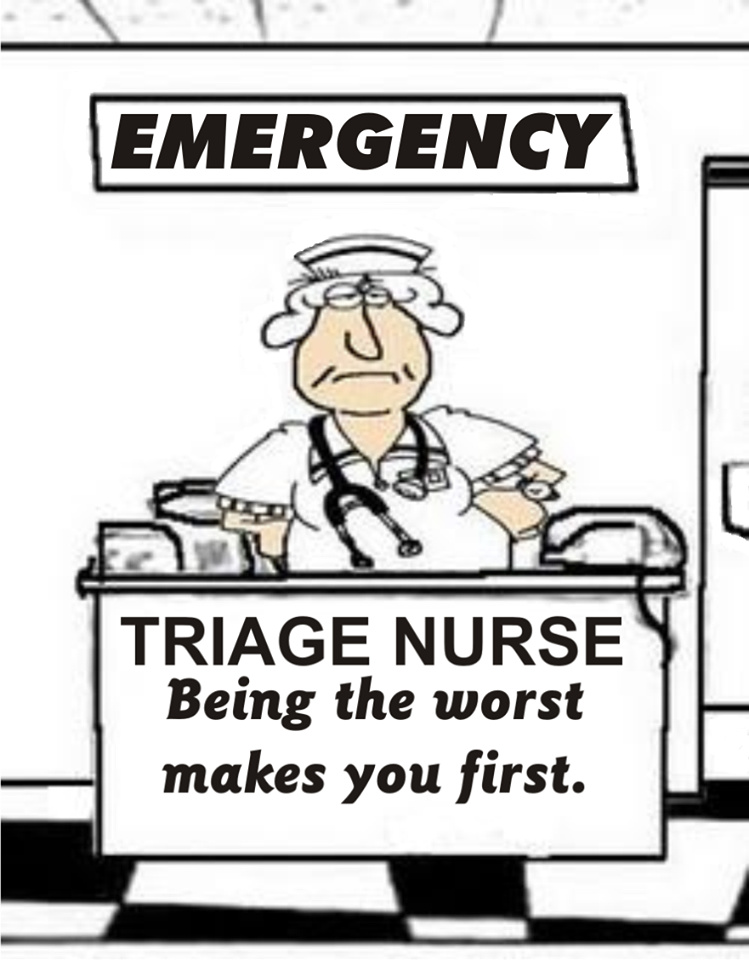 EMERGENCY
TRIAGE NURSE
Being the worst
makes you first.